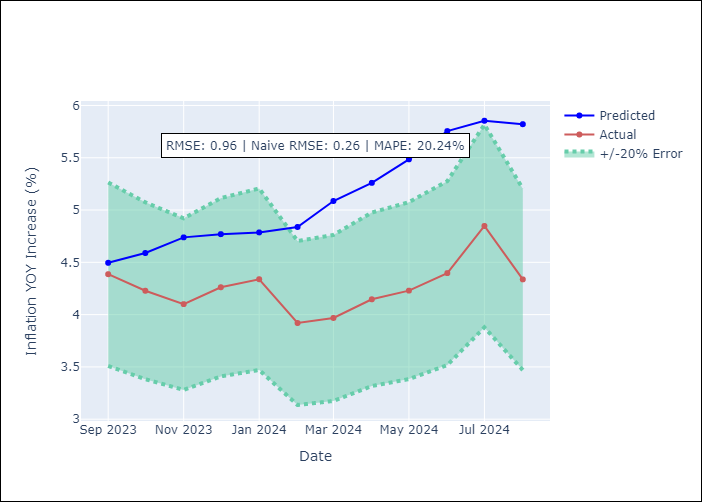 6
Predicted
Actual
+/-20% Error
RMSE: 0.96 | Naive RMSE: 0.26 | MAPE: 20.24%
5.5
5
4.5
4
3.5
3
Inflation YOY Increase (%)
Sep 2023 Nov 2023 Jan 2024 Mar 2024 May 2024 Jul 2024
Date